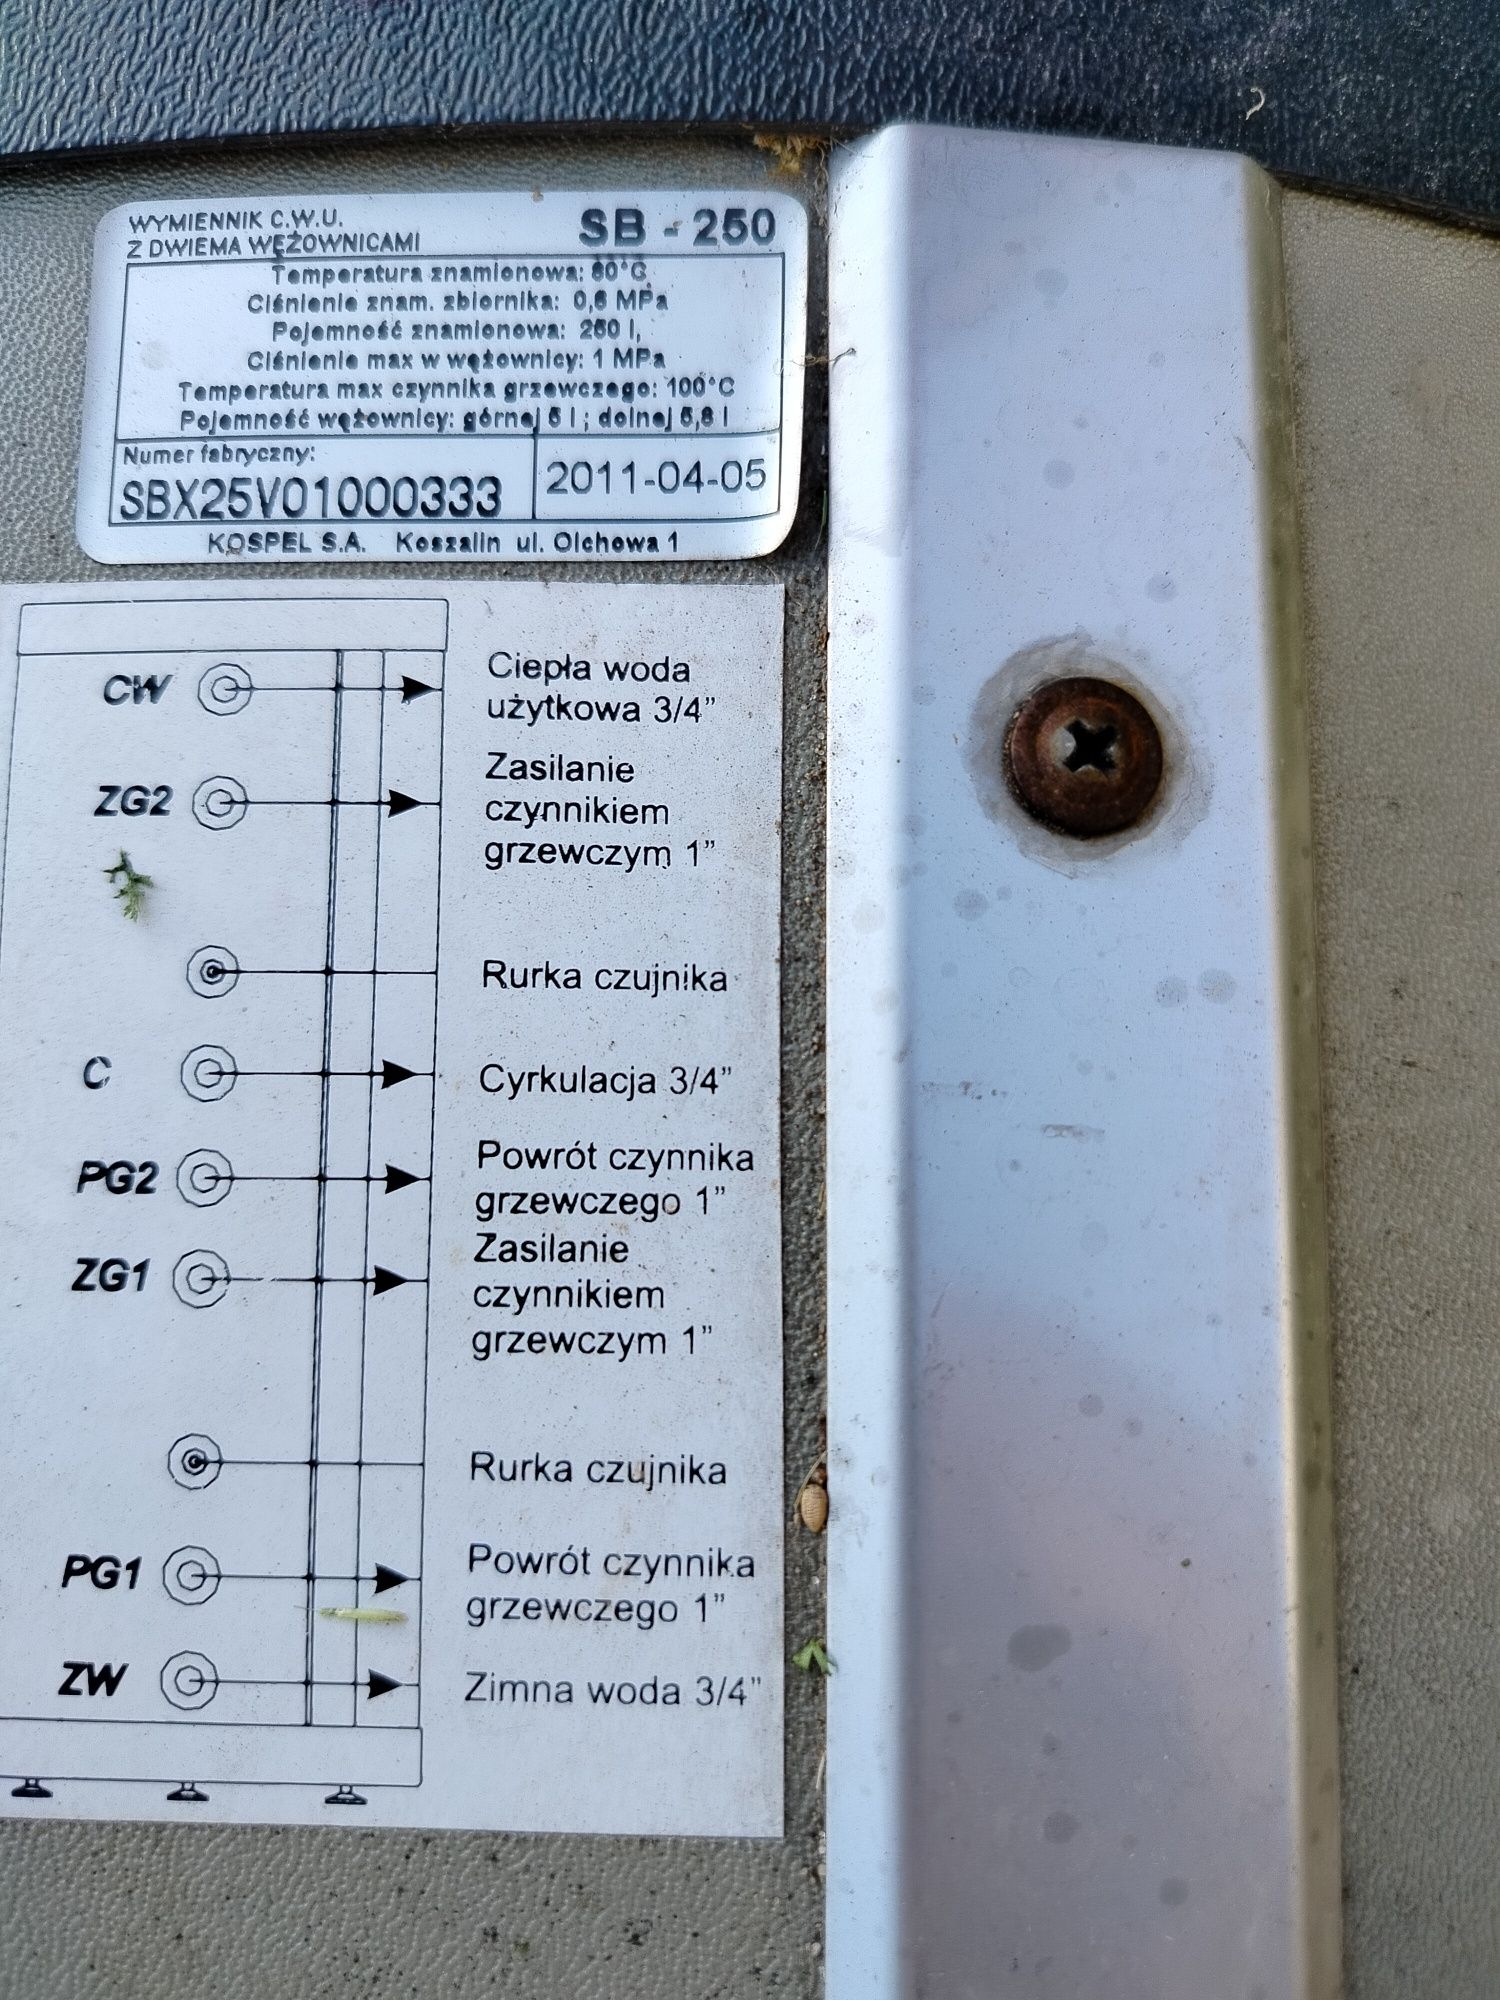 WYMIENNIK C.W.U.
Z DWIEMA WĘŻOWNICAMI
SB - 250
Temperatura znamionowa: 80°C
Ciśnienie znam. zbiornika: 0,6 MPa
Pojemność znamionowa: 250 l,
Ciśnienie max w wężownicy: 1 MPa
Temperatura max czynnika grzewczego: 100°C
Pojemność wężownicy: górnej 5 l ; dolnej 5,8 l
Numer fabryczny:
SBX25V01000333
2011-04-05
KOSPEL S.A. Koszalin ul. Olchowa 1
CW
Ciepła woda
użytkowa 3/4”
ZG2
Zasilanie
czynnikiem
grzewczym 1”
Rurka czujnika
C
Cyrkulacja 3/4”
PG2
Powrót czynnika
grzewczego 1”
ZG1
Zasilanie
czynnikiem
grzewczym 1”
Rurka czujnika
PG1
Powrót czynnika
grzewczego 1”
ZW
Zimna woda 3/4”